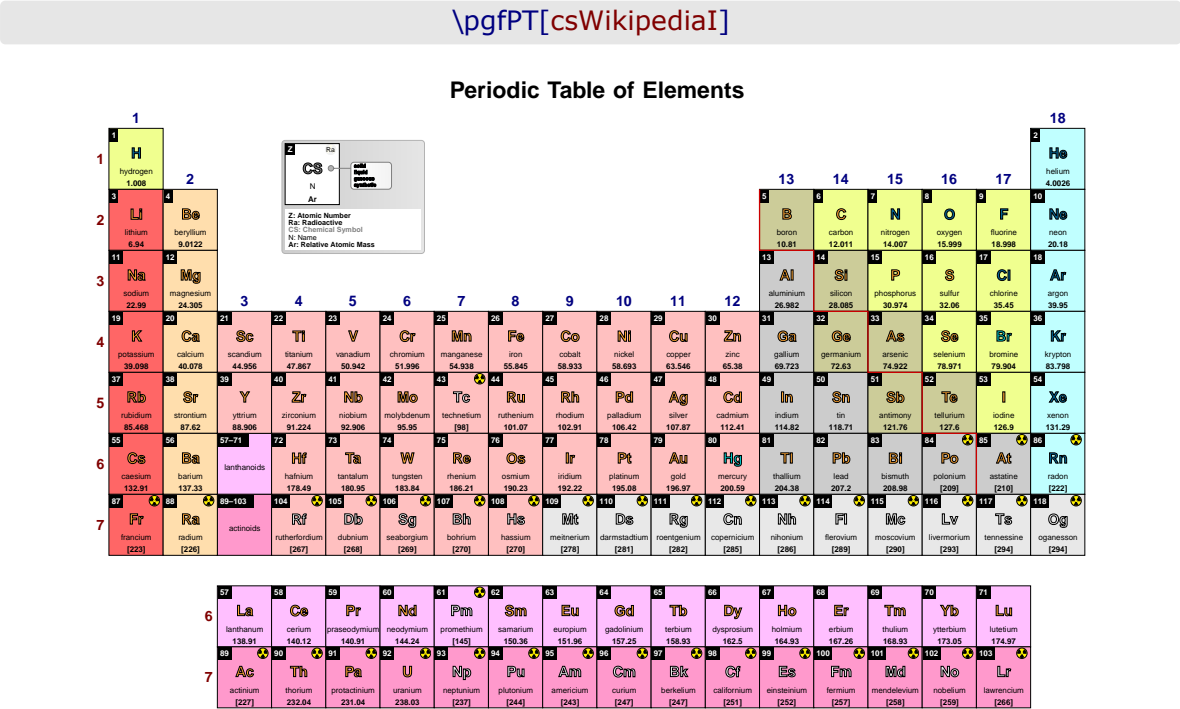 \pgfPT[csWikipediaI]
Periodic Table of Elements
1 18
1 2
Z Ra
1 H He
CS solid
hydrogen liquid helium
gaseous
1.008 2 N synthetic 13 14 15 16 17 4.0026
Ar
3 4 5 6 7 8 9 10
Z: Atomic Number
2 Li Be Ra: Radioactive B C N O F Ne
CS: Chemical Symbol
lithium beryllium N: Name boron carbon nitrogen oxygen fluorine neon
6.94 9.0122 Ar: Relative Atomic Mass 10.81 12.011 14.007 15.999 18.998 20.18
11 12 13 14 15 16 17 18
3 Na Mg Al Si P S Cl Ar
sodium magnesium aluminium silicon phosphorus sulfur chlorine argon
22.99 24.305 3 4 5 6 7 8 9 10 11 12 26.982 28.085 30.974 32.06 35.45 39.95
19 20 21 22 23 24 25 26 27 28 29 30 31 32 33 34 35 36
4 K Ca Sc Ti V Cr Mn Fe Co Ni Cu Zn Ga Ge As Se Br Kr
potassium calcium scandium titanium vanadium chromium manganese iron cobalt nickel copper zinc gallium germanium arsenic selenium bromine krypton
39.098 40.078 44.956 47.867 50.942 51.996 54.938 55.845 58.933 58.693 63.546 65.38 69.723 72.63 74.922 78.971 79.904 83.798
37 38 39 40 41 42 43 44 45 46 47 48 49 50 51 52 53 54
5 Rb Sr Y Zr Nb Mo Tc Ru Rh Pd Ag Cd In Sn Sb Te I Xe
rubidium strontium yttrium zirconium niobium molybdenum technetium ruthenium rhodium palladium silver cadmium indium tin antimony tellurium iodine xenon
85.468 87.62 88.906 91.224 92.906 95.95 [98] 101.07 102.91 106.42 107.87 112.41 114.82 118.71 121.76 127.6 126.9 131.29
55 56 57–71 72 73 74 75 76 77 78 79 80 81 82 83 84 85 86
6 Cs Ba lanthanoids Hf Ta W Re Os Ir Pt Au Hg Tl Pb Bi Po At Rn
caesium barium hafnium tantalum tungsten rhenium osmium iridium platinum gold mercury thallium lead bismuth polonium astatine radon
132.91 137.33 178.49 180.95 183.84 186.21 190.23 192.22 195.08 196.97 200.59 204.38 207.2 208.98 [209] [210] [222]
87 88 89–103 104 105 106 107 108 109 110 111 112 113 114 115 116 117 118
7 Fr Ra actinoids Rf Db Sg Bh Hs Mt Ds Rg Cn Nh Fl Mc Lv Ts Og
francium radium rutherfordium dubnium seaborgium bohrium hassium meitnerium darmstadtium roentgenium copernicium nihonium flerovium moscovium livermorium tennessine oganesson
[223] [226] [267] [268] [269] [270] [270] [278] [281] [282] [285] [286] [289] [290] [293] [294] [294]
57 58 59 60 61 62 63 64 65 66 67 68 69 70 71
6 La Ce Pr Nd Pm Sm Eu Gd Tb Dy Ho Er Tm Yb Lu
lanthanum cerium praseodymium neodymium promethium samarium europium gadolinium terbium dysprosium holmium erbium thulium ytterbium lutetium
138.91 140.12 140.91 144.24 [145] 150.36 151.96 157.25 158.93 162.5 164.93 167.26 168.93 173.05 174.97
89 90 91 92 93 94 95 96 97 98 99 100 101 102 103
7 Ac Th Pa U Np Pu Am Cm Bk Cf Es Fm Md No Lr
actinium thorium protactinium uranium neptunium plutonium americium curium berkelium californium einsteinium fermium mendelevium nobelium lawrencium
[227] 232.04 231.04 238.03 [237] [244] [243] [247] [247] [251] [252] [257] [258] [259] [266]